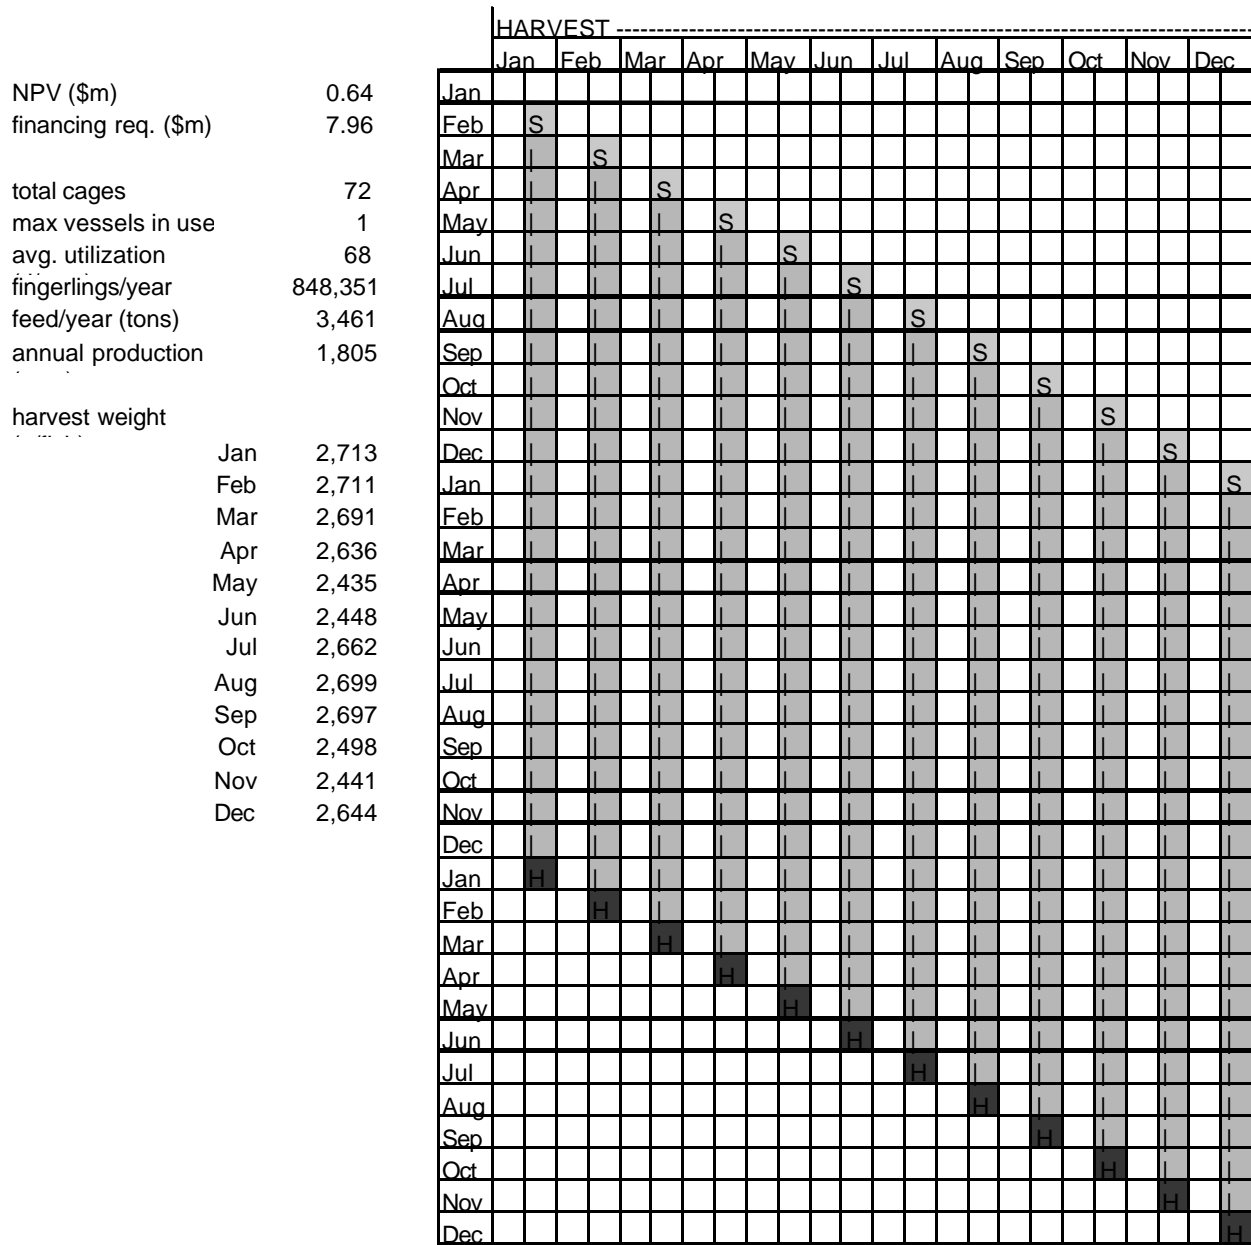 HARVEST --------------------------------------------------------------------
Jan Feb Mar Apr May Jun Jul Aug Sep Oct Nov Dec
NPV ($m) 0.64 Jan
financing req. ($m) 7.96 Feb S
Mar | S
total cages 72 Apr | | S
max vessels in use 1 May | | | S
avg. utilization 68 Jun | | | | S
fingerlings/year 848,351 Jul | | | | | S
feed/year (tons) 3,461 Aug | | | | | | S
annual production 1,805 Sep | | | | | | | S
Oct | | | | | | | | S
harvest weight Nov | | | | | | | | | S
Jan 2,713 Dec | | | | | | | | | | S
Feb 2,711 Jan | | | | | | | | | | | S
Mar 2,691 Feb | | | | | | | | | | | |
Apr 2,636 Mar | | | | | | | | | | | |
May 2,435 Apr | | | | | | | | | | | |
Jun 2,448 May | | | | | | | | | | | |
Jul 2,662 Jun | | | | | | | | | | | |
Aug 2,699 Jul | | | | | | | | | | | |
Sep 2,697 Aug | | | | | | | | | | | |
Oct 2,498 Sep | | | | | | | | | | | |
Nov 2,441 Oct | | | | | | | | | | | |
Dec 2,644 Nov | | | | | | | | | | | |
Dec | | | | | | | | | | | |
Jan H | | | | | | | | | | |
Feb H | | | | | | | | | |
Mar H | | | | | | | | |
Apr H | | | | | | | |
May H | | | | | | |
Jun H | | | | | |
Jul H | | | | |
Aug H | | | |
Sep H | | |
Oct H | |
Nov H |
Dec H